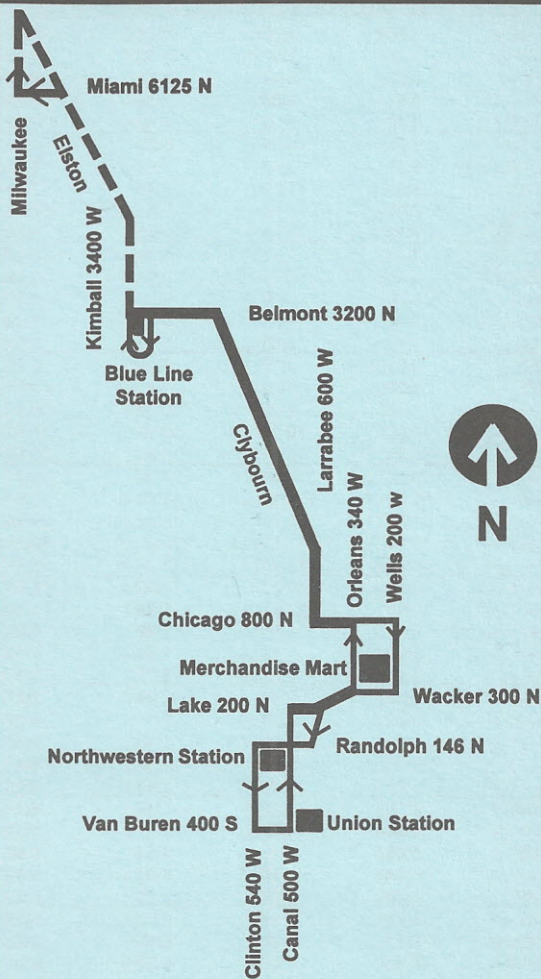 Miami 6125 N
Milwaukee
Elston
Kimball 3400 W
Belmont 3200 N
Blue Line
Station
Clybourn
Larrabee 600 W
Orleans 340 W
Wells 200 w
N
Chicago 800 N
Merchandise Mart
Wacker 300 N
Lake 200 N
Randolph 146 N
Northwestern Station
Van Buren 400 S
Union Station
Clinton 540 W
Canal 500 W